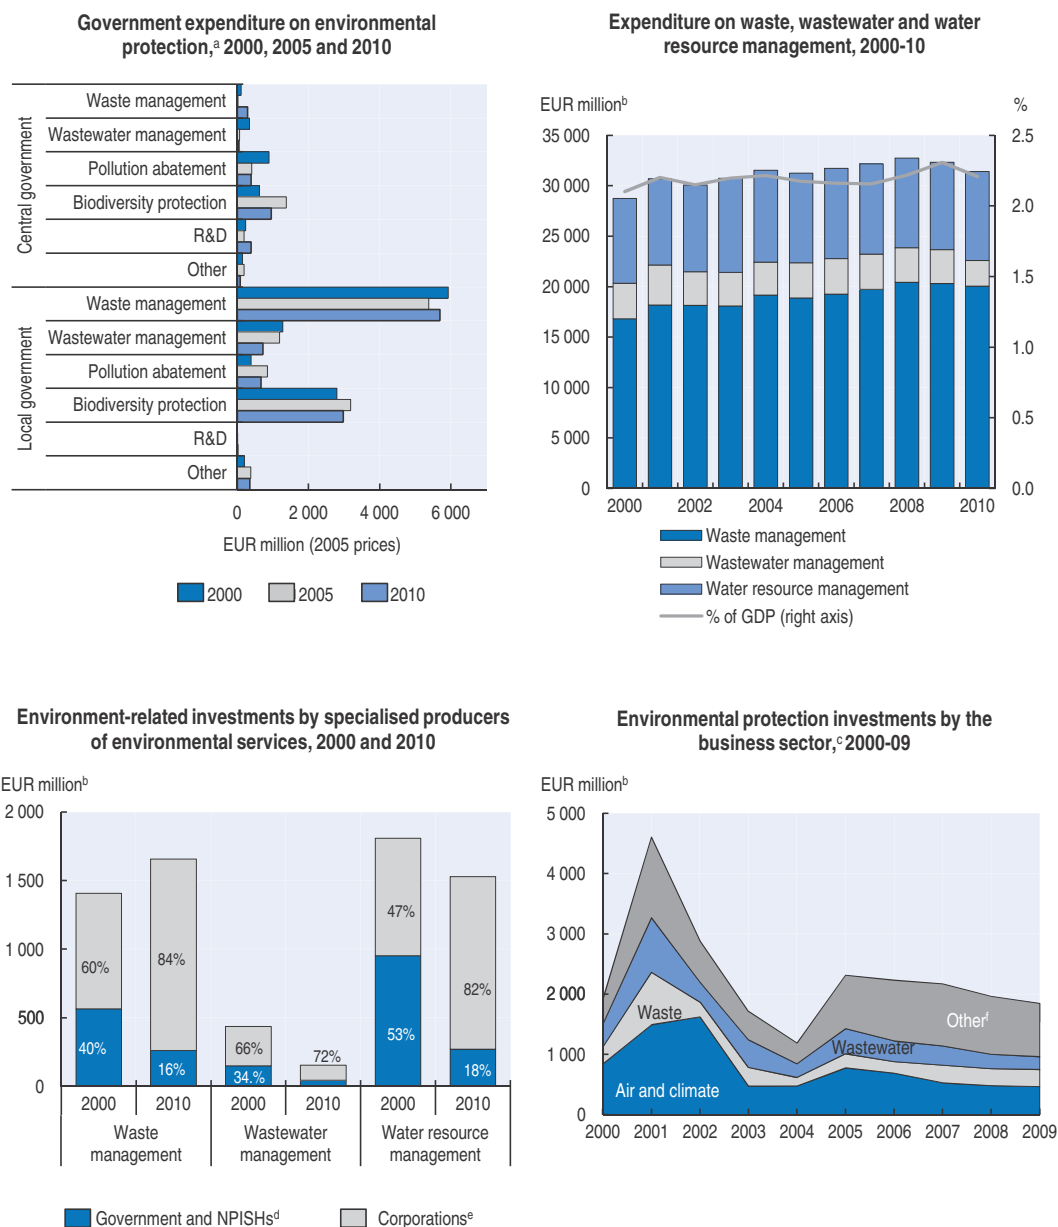 Government expenditure on environmental
protection,ª 2000, 2005 and 2010
Central government
Waste management
Wastewater management
Pollution abatement
Biodiversity protection
R&D
Other
Local government
Waste management
Wastewater management
Pollution abatement
Biodiversity protection
R&D
Other
0 2 000 4 000 6 000
EUR million (2005 prices)
2000 2005 2010
Expenditure on waste, wastewater and water
resource management, 2000-10
EUR millionᵇ %
35 000 2.5
30 000
2.0
25 000
20 000
1.5
15 000
1.0
10 000
0.5
5 000
0 0.0
2000 2002 2004 2006 2008 2010
Waste management
Wastewater management
Water resource management
% of GDP (right axis)
Environment-related investments by specialised producers
of environmental services, 2000 and 2010
EUR millionᵇ
2 000
1 500
1 000
500
0
60%
40%
84%
16%
66%
34.%
72%
47%
53%
82%
18%
2000 2010 2000 2010 2000 2010
Waste
management
Wastewater
management
Water resource
management
Government and NPISHsᵈ Corporationsᵉ
Environmental protection investments by the
business sector,ᶜ 2000-09
EUR millionᵇ
5 000
4 000
3 000
2 000
1 000
0
Waste
Otherᶠ
Wastewater
Air and climate
2000 2001 2002 2003 2004 2005 2006 2007 2008 2009